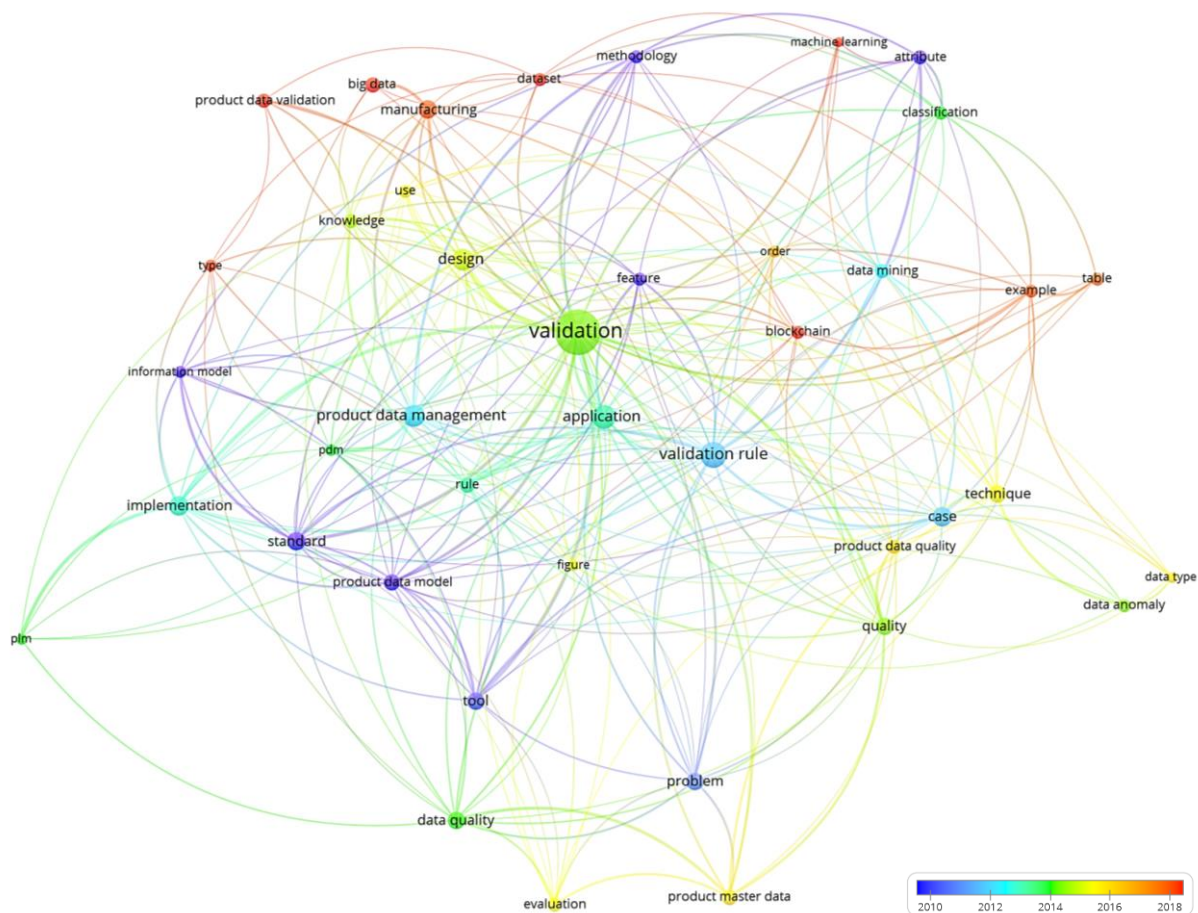 machine learning
methodology
attribute
dataset
big data
product data validation
manufacturing
classification
use
knowledge
design
order
type
feature
data mining
table
example
validation
blockchain
information model
product data management
application
pdm
validation rule
rule
technique
implementation
case
standard
product data quality
figure
product data model
data type
data anomaly
quality
plm
tool
problem
data quality
product master data
evaluation
2010 2012 2014 2016 2018